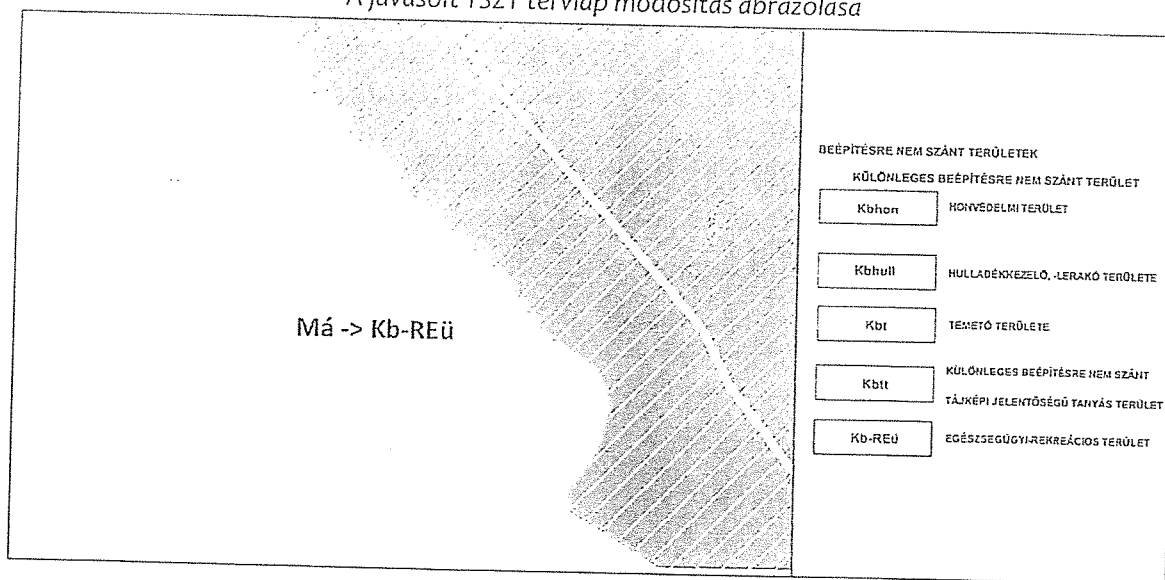 A javasolt TSZT tervlap módosítás ábrázolása
BEÉPÍTÉSRE NEM SZÁNT TERÜLETEK
KÜLÖNLEGES BEÉPÍTÉSRE NEM SZÁNT TERÜLET
Kbhon HONVÉDELMI TERÜLET
Kbhull HULLADÉKKEZELŐ, -LERAKÓ TERÜLETE
Kbt TEMETŐ TERÜLETE
Kbtt KÜLÖNLEGES BEÉPÍTÉSRE NEM SZÁNT
TÁJKÉPI JELENTŐSÉGŰ TANYÁS TERÜLET
Kb-REü EGÉSZSÉGÜGYI-REKREÁCIÓS TERÜLET
Má -> Kb-REü